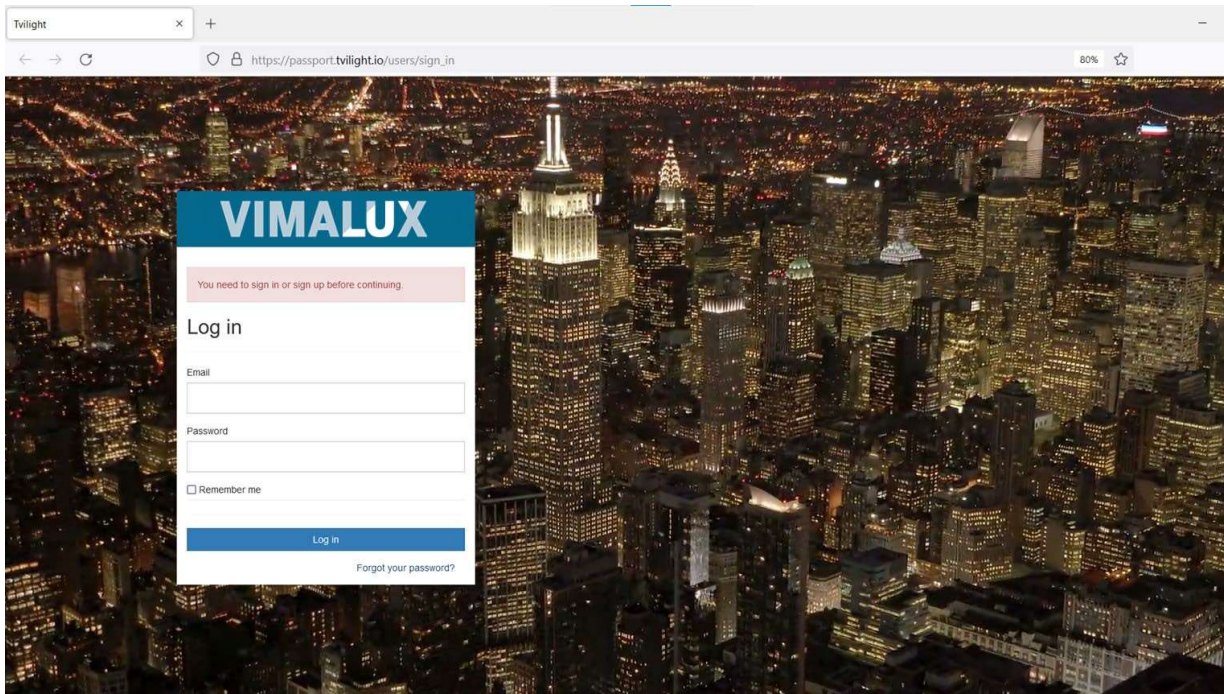 Tvilight
https://passport.tvilight.io/users/sign_in
80%
VIMALUX
You need to sign in or sign up before continuing.
Log in
Email
Password
Remember me
Log in
Forgot your password?